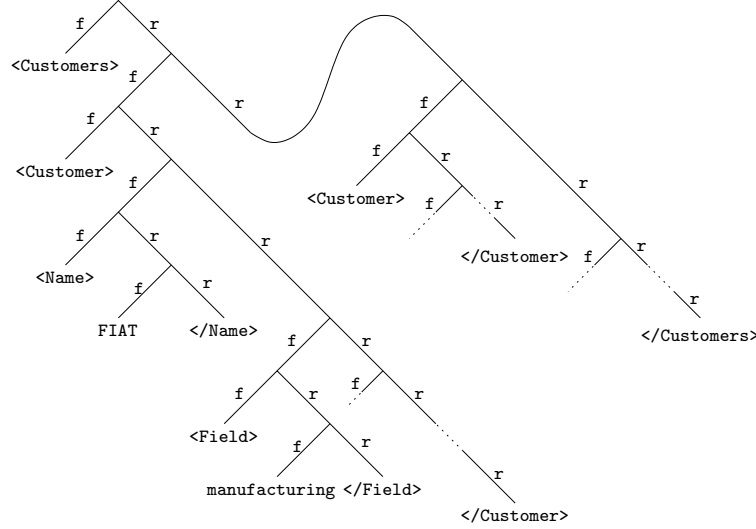 f r
<Customers>
f r
f f
<Customer> r
f r
<Customer> f r
f r r
</Customer> f r
f r
<Name> f r
r
FIAT </Name>
</Customers>
f r
f f r
<Field> r
f r r
manufacturing </Field>
</Customer>